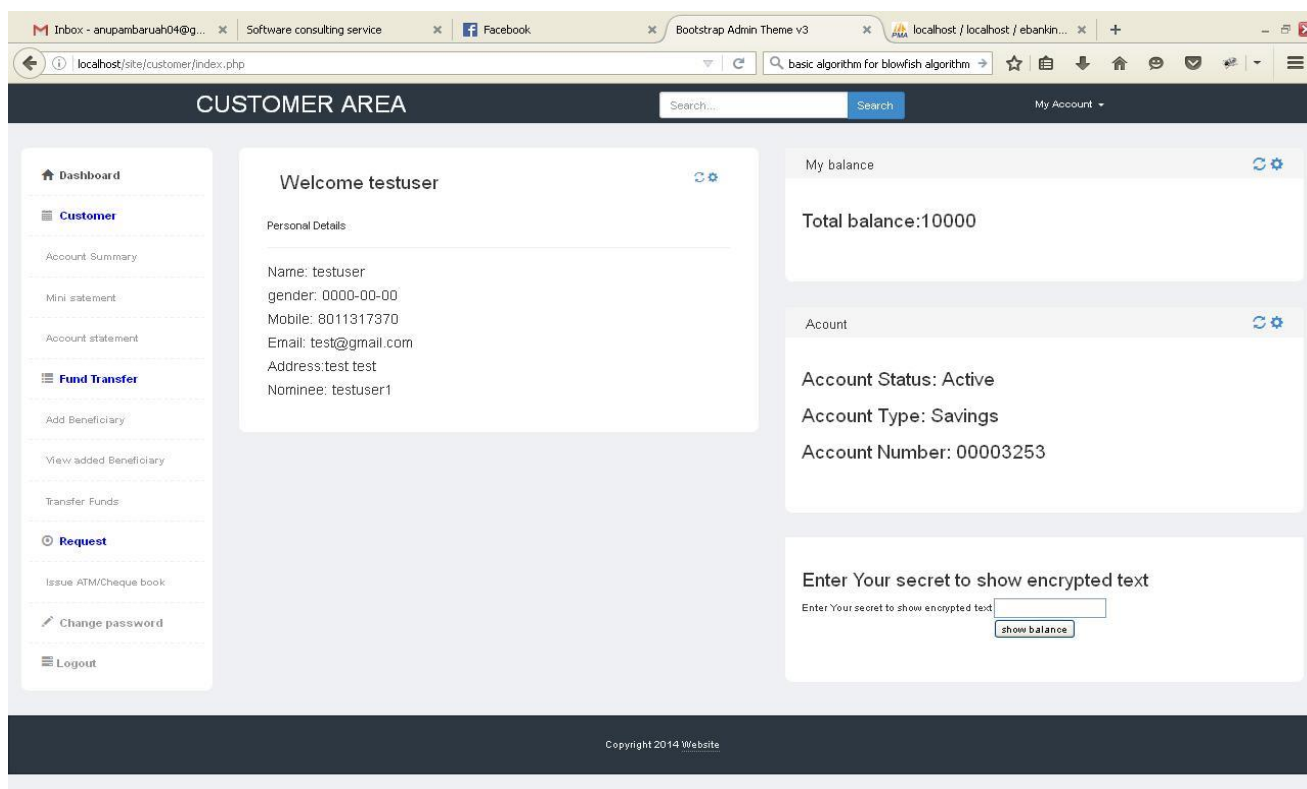 Inbox - anupambaruah04@g...
Software consulting service
Facebook
Bootstrap Admin Theme v3
localhost / localhost / ebankin...
localhost/site/customer/index.php
basic algorithm for blowfish algorithm
CUSTOMER AREA
Search...
Search
My Account
Dashboard
Customer
Account Summary
Mini satement
Account statement
Fund Transfer
Add Beneficiary
View added Beneficiary
Transfer Funds
Request
Issue ATM/Cheque book
Change password
Logout
Welcome testuser
Personal Details
Name: testuser
gender: 0000-00-00
Mobile: 8011317370
Email: test@gmail.com
Address:test test
Nominee: testuser1
My balance
Total balance:10000
Acount
Account Status: Active
Account Type: Savings
Account Number: 00003253
Enter Your secret to show encrypted text
Enter Your secret to show encrypted text
show balance
Copyright 2014 Website